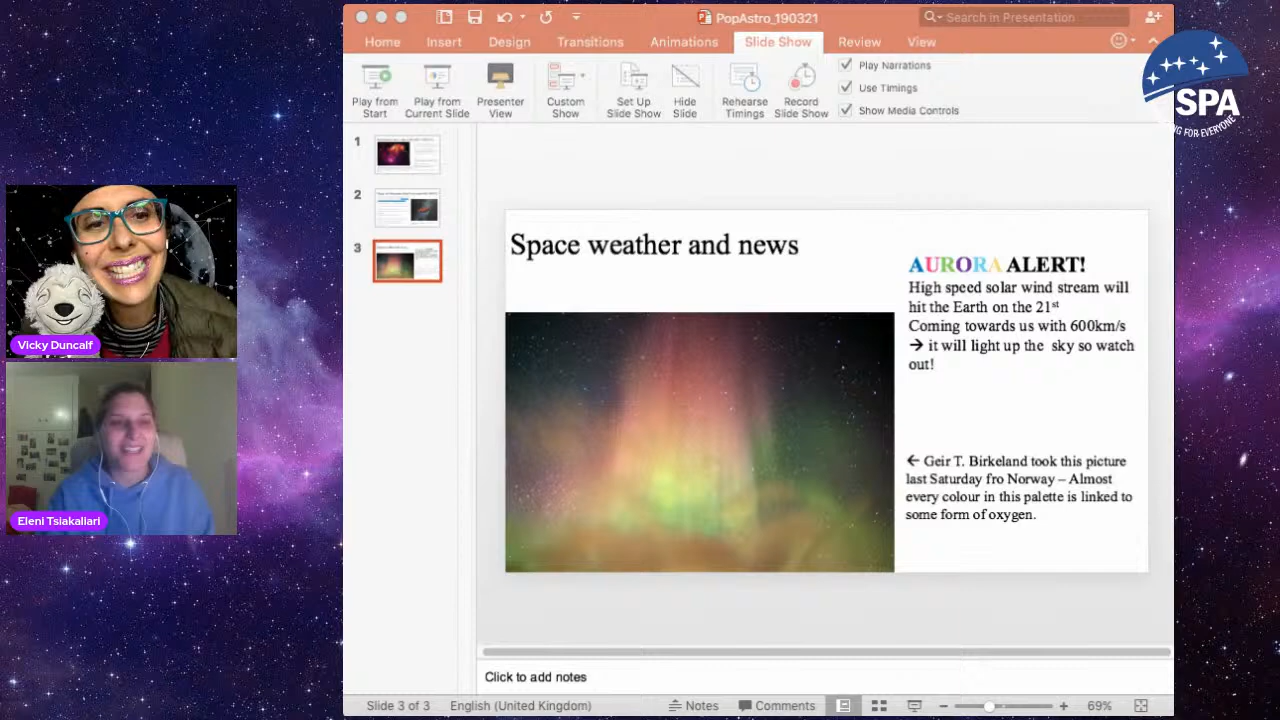 PopAstro_190321
Search in Presentation
Home Insert Design Transitions Animations Slide Show Review View
Play from Start
Play from Current Slide
Presenter View
Custom Show
Set Up Slide Show
Hide Slide
Rehearse Timings
Record Slide Show
Play Narrations
Use Timings
Show Media Controls
SPA
NG FOR EVERYONE
1
2
3
Vicky Duncalf
Eleni Tsiakaliari
Space weather and news
AURORA ALERT!
High speed solar wind stream will
hit the Earth on the 21st
Coming towards us with 600km/s
→ it will light up the sky so watch
out!
← Geir T. Birkeland took this picture
last Saturday fro Norway – Almost
every colour in this palette is linked to
some form of oxygen.
Click to add notes
Slide 3 of 3 English (United Kingdom) Notes Comments 69%